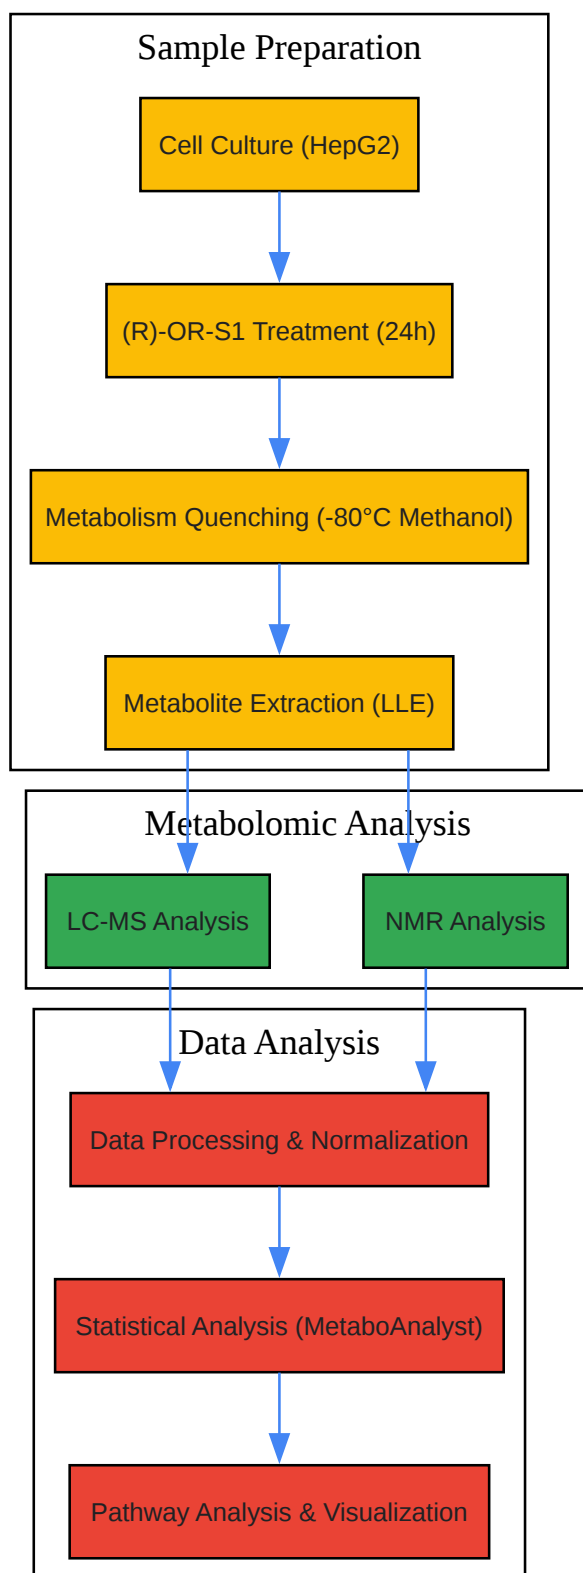 Sample Preparation
Cell Culture (HepG2)
(R)-OR-S1 Treatment (24h)
Metabolism Quenching (-80°C Methanol)
Metabolite Extraction (LLE)
Metabolomic Analysis
LC-MS Analysis
NMR Analysis
Data Analysis
Data Processing & Normalization
Statistical Analysis (MetaboAnalyst)
Pathway Analysis & Visualization